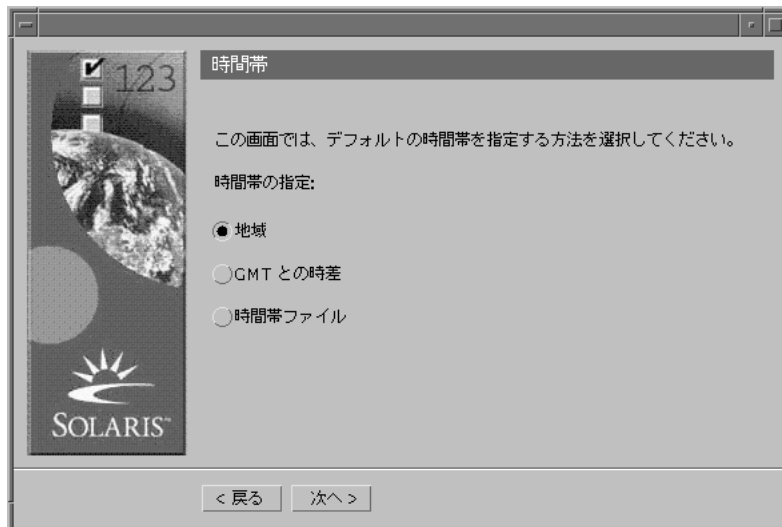 123
時間帯
この画面では、デフォルトの時間帯を指定する方法を選択してください。
時間帯の指定:
地域
GMT との時差
時間帯ファイル
SOLARIS™
< 戻る
次へ >